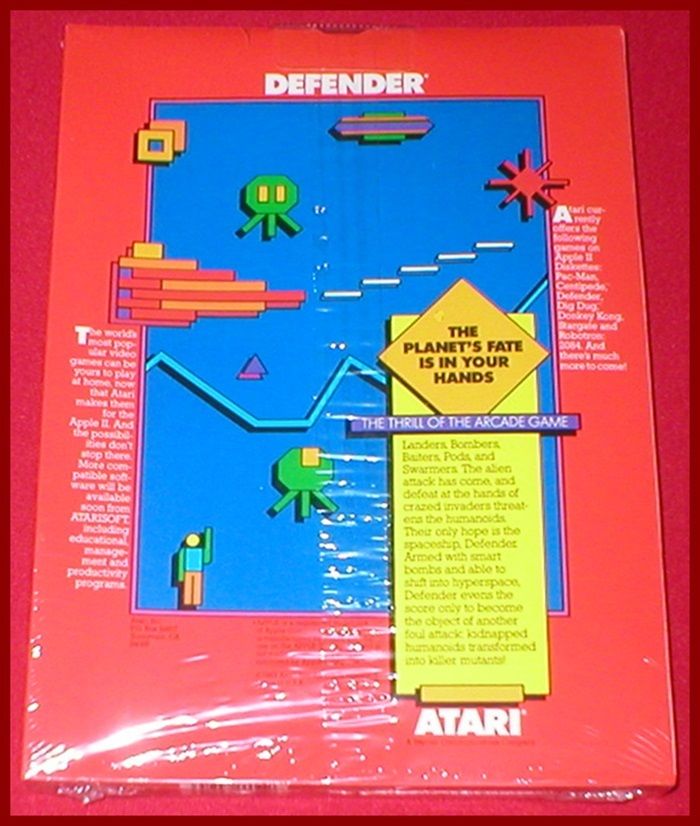 DEFENDER
Atari cur-
rently
offers the
following
games on
Apple II
Diskettes:
Pac-Man,
Centipede,
Defender,
Dig Dug,
Donkey Kong,
Stargate and
Robotron:
2084. And
there's much
more to come!
THE
PLANET'S FATE
IS IN YOUR
HANDS
The world's
most pop-
ular video
games can be
yours to play
at home, now
that Atari
makes them
for the
Apple II. And
the possibil-
ities don't
stop there.
More com-
patible soft-
ware will be
available
soon from
ATARISOFT,
including
educational,
manage-
ment and
productivity
programs.
THE THRILL OF THE ARCADE GAME
Landers, Bombers,
Baiters, Pods, and
Swarmers. The alien
attack has come, and
defeat at the hands of
crazed invaders threat-
ens the humanoids.
Their only hope is the
spaceship, Defender.
Armed with smart
bombs and able to
shift into hyperspace,
Defender evens the
score only to become
the object of another
foul attack: kidnapped
humanoids transformed
into killer mutants!
ATARI
A Warner Communications Company